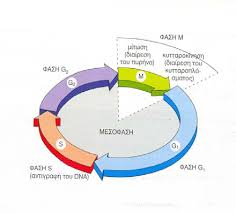 ΦΑΣΗ Μ
μίτωση
(διαίρεση
του
πυρήνα)
κυτταροκίνηση
(διαίρεση του
κυτταροπλά-
σματος)
ΦΑΣΗ G₂
G₂
M
ΜΕΣΟΦΑΣΗ
S
G₁
ΦΑΣΗ S
(αντιγραφή του DNA)
ΦΑΣΗ G₁